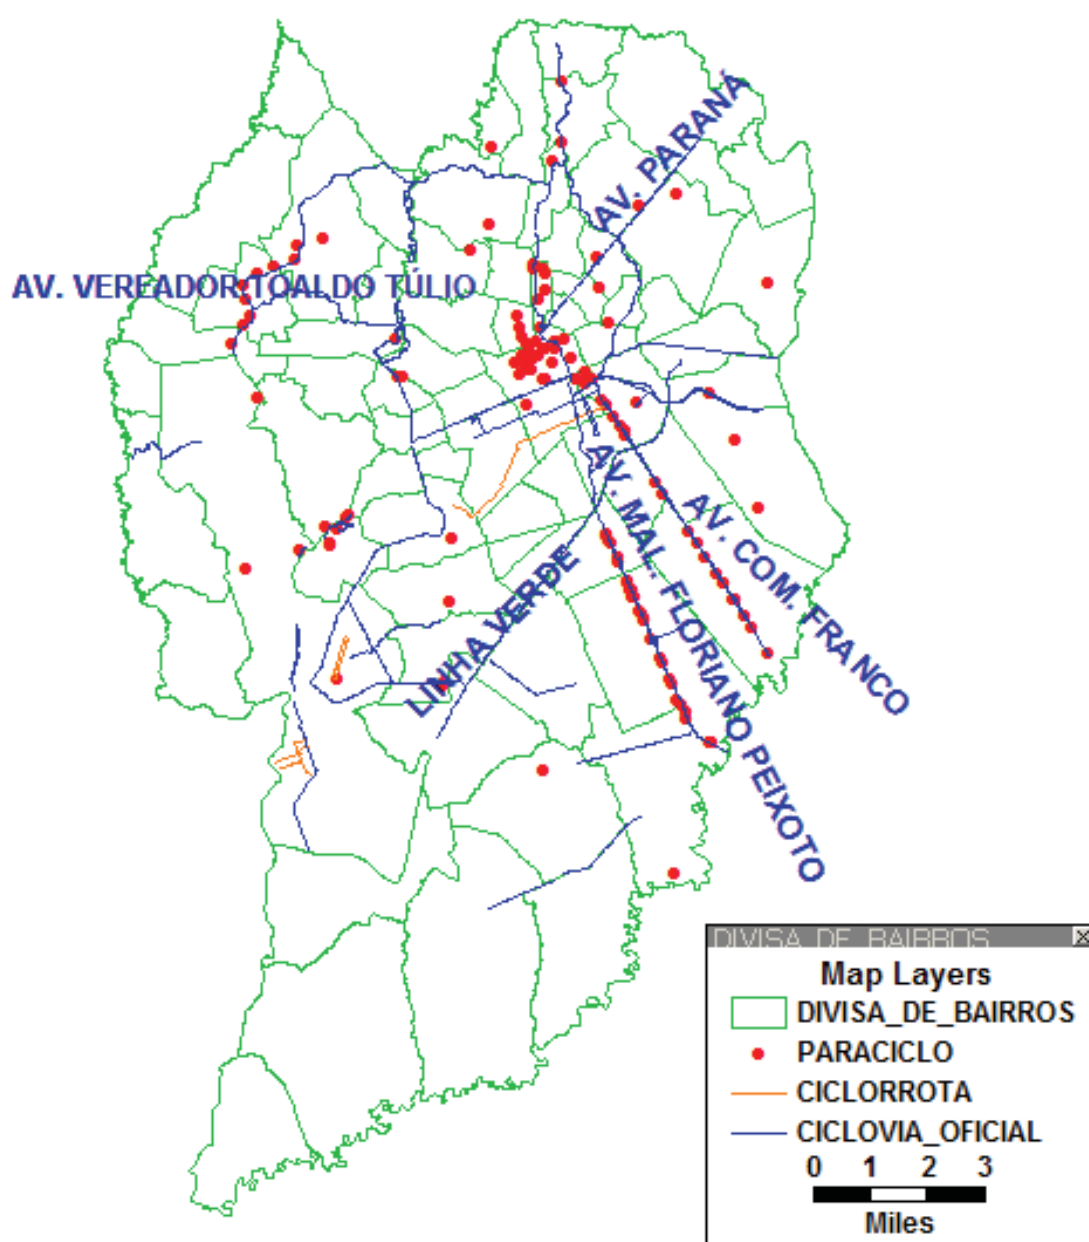 AV. PARANÁ
AV. VEREADOR TOALDO TÚLIO
AV. COM. FRANCO
AV. MAL. FLORIANO PEIXOTO
LINHA VERDE
DIVISA_DE_BAIRROS
Map Layers
DIVISA_DE_BAIRROS
PARACICLO
CICLORROTA
CICLOVIA_OFICIAL
0 1 2 3
Miles